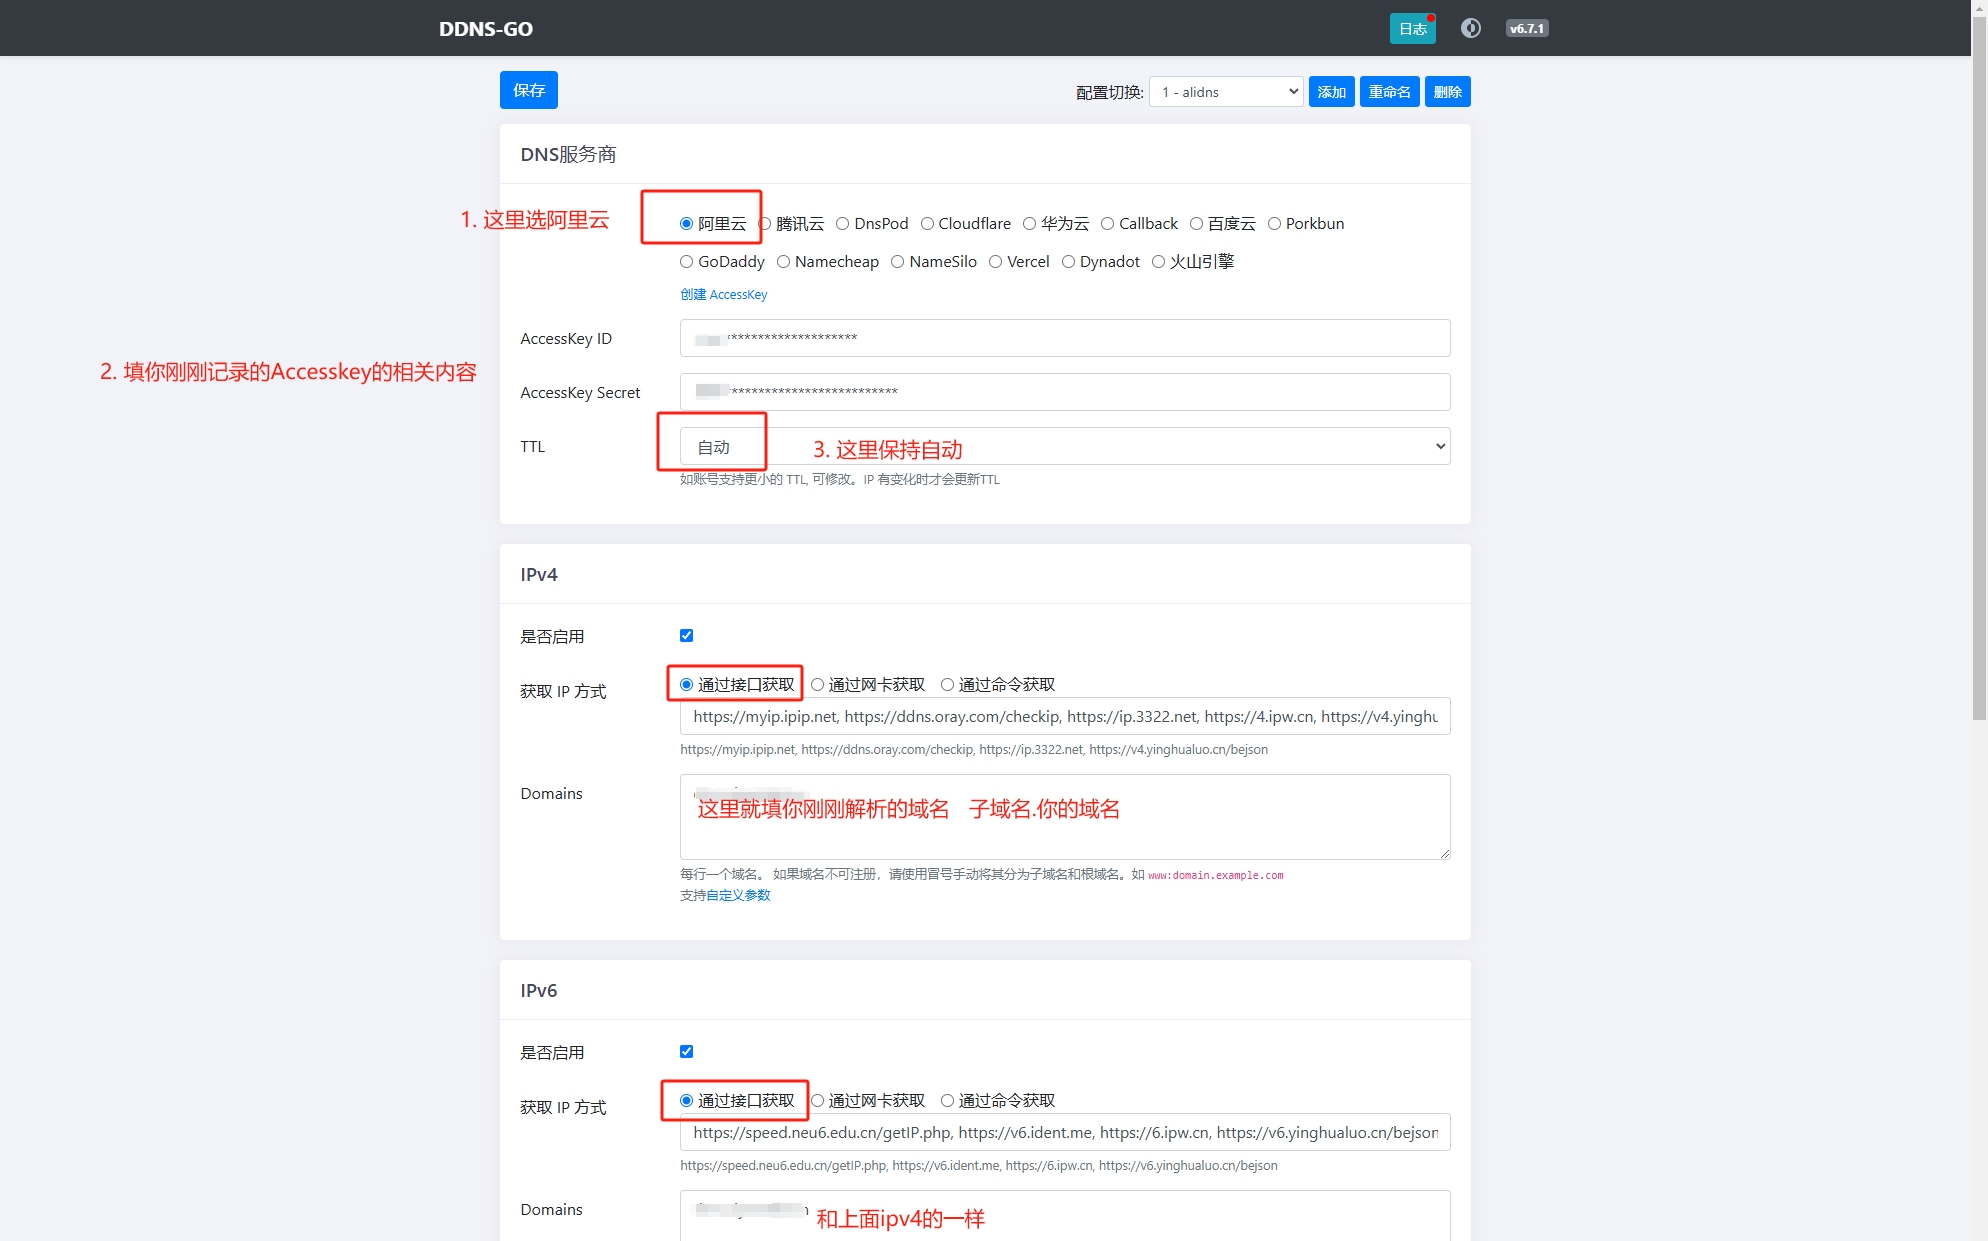 DDNS-GO
日志
v6.7.1
保存
配置切换:
1 - alidns
添加
重命名
删除
DNS服务商
1. 这里选阿里云
阿里云 腾讯云 DnsPod Cloudflare 华为云 Callback 百度云 Porkbun
GoDaddy Namecheap NameSilo Vercel Dynadot 火山引擎
创建 AccessKey
AccessKey ID
*******************
2. 填你刚刚记录的Accesskey的相关内容
AccessKey Secret
*************************
TTL
自动
3. 这里保持自动
如账号支持更小的 TTL, 可修改。IP 有变化时才会更新TTL
IPv4
是否启用
获取 IP 方式
通过接口获取 通过网卡获取 通过命令获取
https://myip.ipip.net, https://ddns.oray.com/checkip, https://ip.3322.net, https://4.ipw.cn, https://v4.yinghu
https://myip.ipip.net, https://ddns.oray.com/checkip, https://ip.3322.net, https://v4.yinghualuo.cn/bejson
Domains
这里就填你刚刚解析的域名 子域名.你的域名
每行一个域名。 如果域名不可注册，请使用冒号手动将其分为子域名和根域名。如 www:domain.example.com
支持自定义参数
IPv6
是否启用
获取 IP 方式
通过接口获取 通过网卡获取 通过命令获取
https://speed.neu6.edu.cn/getIP.php, https://v6.ident.me, https://6.ipw.cn, https://v6.yinghualuo.cn/bejson
https://speed.neu6.edu.cn/getIP.php, https://v6.ident.me, https://6.ipw.cn, https://v6.yinghualuo.cn/bejson
Domains
和上面ipv4的一样